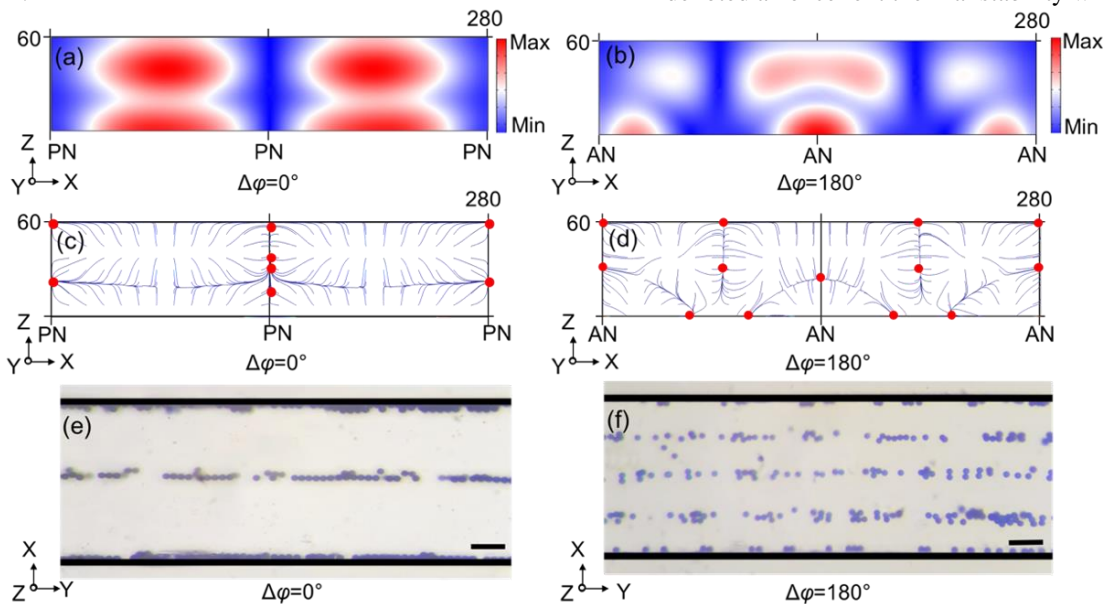 280
280
60
(a)
Max
Min
60
(b)
Max
Min
Z
Y
X
PN
PN
PN
Δφ=0°
Z
Y
X
AN
AN
AN
Δφ=180°
280
280
60
(c)
60
(d)
Z
Y
X
PN
PN
PN
Δφ=0°
Z
Y
X
AN
AN
AN
Δφ=180°
(e)
(f)
X
Z
Y
Δφ=0°
X
Z
Y
Δφ=180°